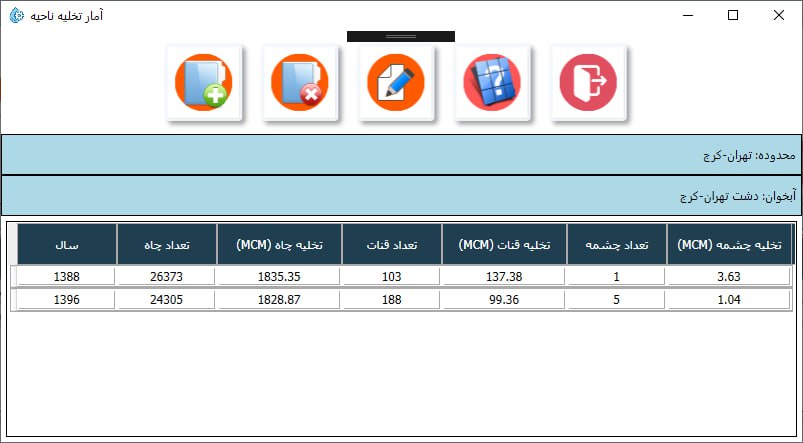 آمار تخلیه ناحیه
محدوده: تهران-کرج
آبخوان: دشت تهران-کرج
سال تعداد چاه تخلیه چاه (MCM) تعداد قنات تخلیه قنات (MCM) تعداد چشمه تخلیه چشمه (MCM)
1388 26373 1835.35 103 137.38 1 3.63
1396 24305 1828.87 188 99.36 5 1.04